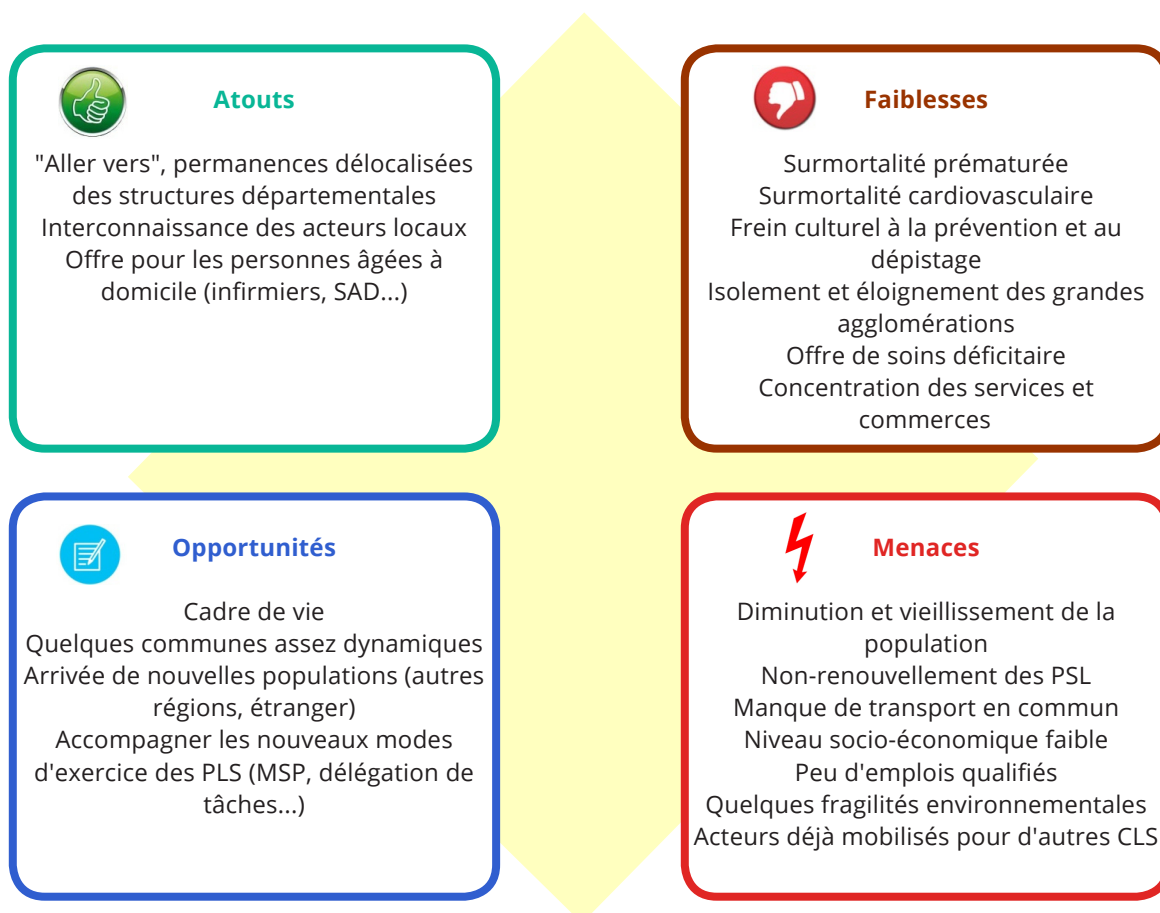 Atouts
"Aller vers", permanences délocalisées
des structures départementales
Interconnaissance des acteurs locaux
Offre pour les personnes âgées à
domicile (infirmiers, SAD...)
Faiblesses
Surmortalité prématurée
Surmortalité cardiovasculaire
Frein culturel à la prévention et au
dépistage
Isolement et éloignement des grandes
agglomérations
Offre de soins déficitaire
Concentration des services et
commerces
Opportunités
Cadre de vie
Quelques communes assez dynamiques
Arrivée de nouvelles populations (autres
régions, étranger)
Accompagner les nouveaux modes
d'exercice des PLS (MSP, délégation de
tâches...)
Menaces
Diminution et vieillissement de la
population
Non-renouvellement des PSL
Manque de transport en commun
Niveau socio-économique faible
Peu d'emplois qualifiés
Quelques fragilités environnementales
Acteurs déjà mobilisés pour d'autres CLS